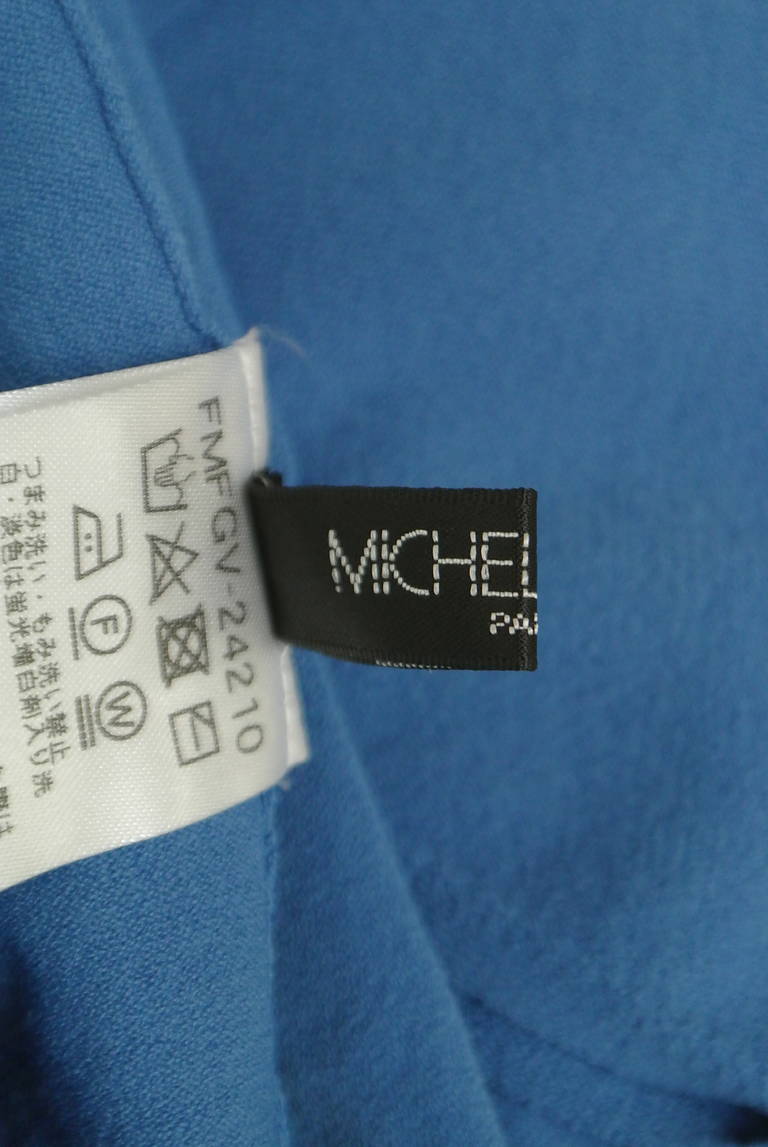 MICHEL
PA
FMFGV-24210
F
W
つまみ洗い・もみ洗い禁止
白・淡色は蛍光増白剤入り洗